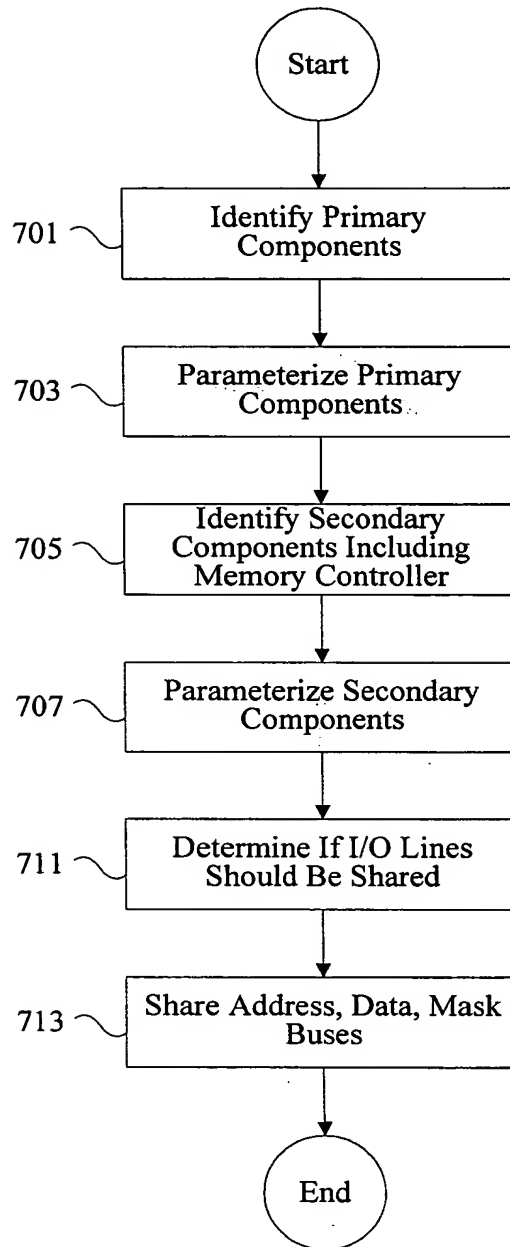 Start
701
Identify Primary
Components
703
Parameterize Primary
Components
705
Identify Secondary
Components Including
Memory Controller
707
Parameterize Secondary
Components
711
Determine If I/O Lines
Should Be Shared
713
Share Address, Data, Mask
Buses
End